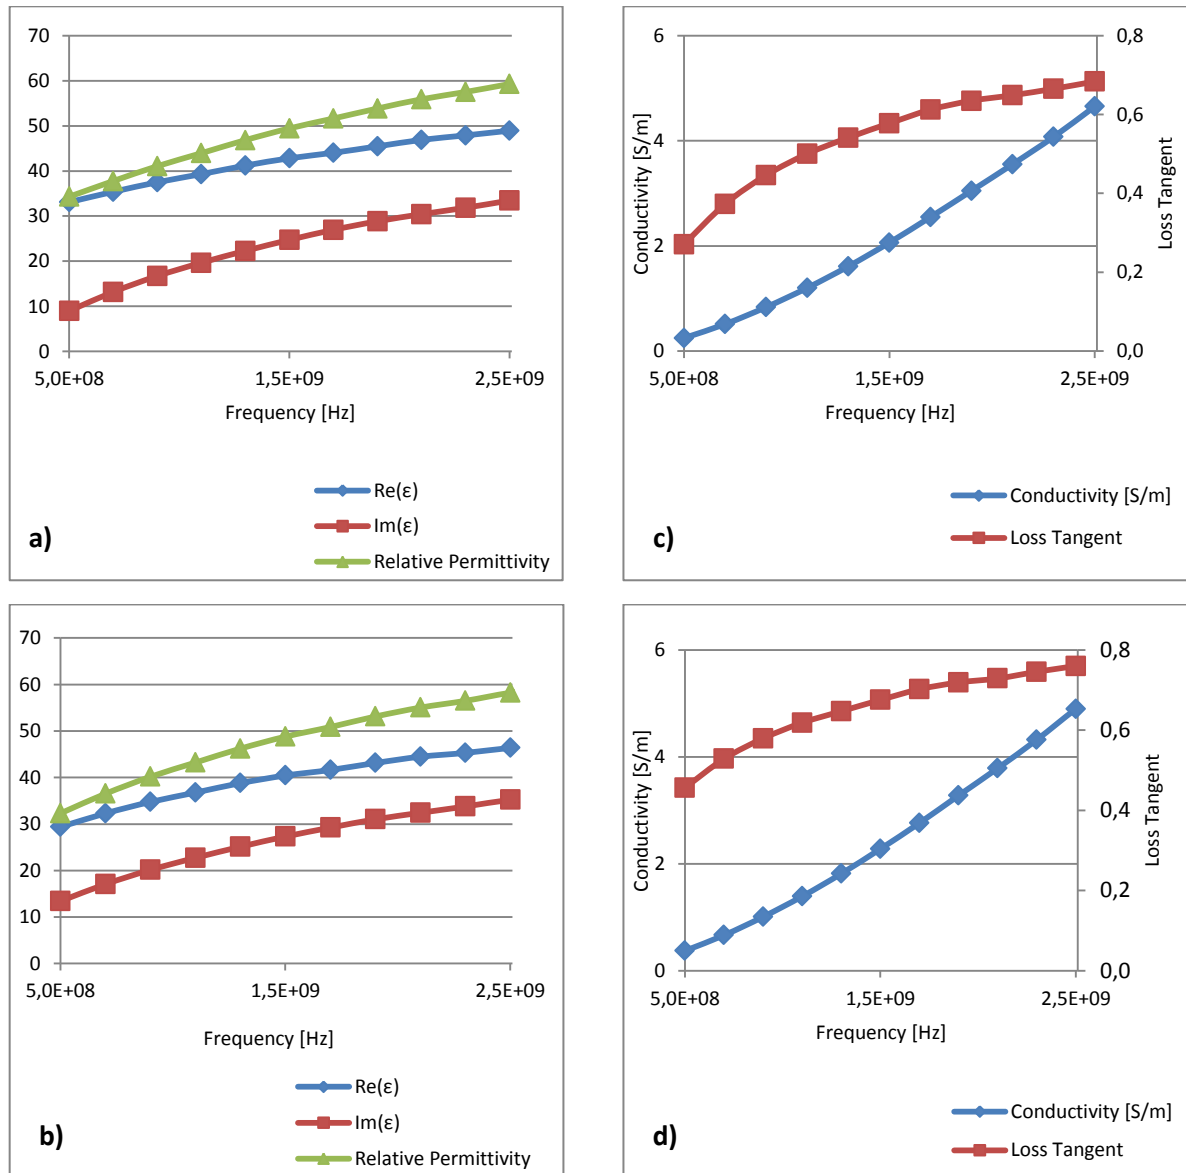 70
60
50
40
30
20
10
0
5,0E+08 1,5E+09 2,5E+09
Frequency [Hz]
Re(ε)
Im(ε)
Relative Permittivity
a)
6
4
2
0
Conductivity [S/m]
0,8
0,6
0,4
0,2
0,0
Loss Tangent
5,0E+08 1,5E+09 2,5E+09
Frequency [Hz]
Conductivity [S/m]
Loss Tangent
c)
70
60
50
40
30
20
10
0
5,0E+08 1,5E+09 2,5E+09
Frequency [Hz]
Re(ε)
Im(ε)
Relative Permittivity
b)
6
4
2
0
Conductivity [S/m]
0,8
0,6
0,4
0,2
0,0
Loss Tangent
5,0E+08 1,5E+09 2,5E+09
Frequency [Hz]
Conductivity [S/m]
Loss Tangent
d)